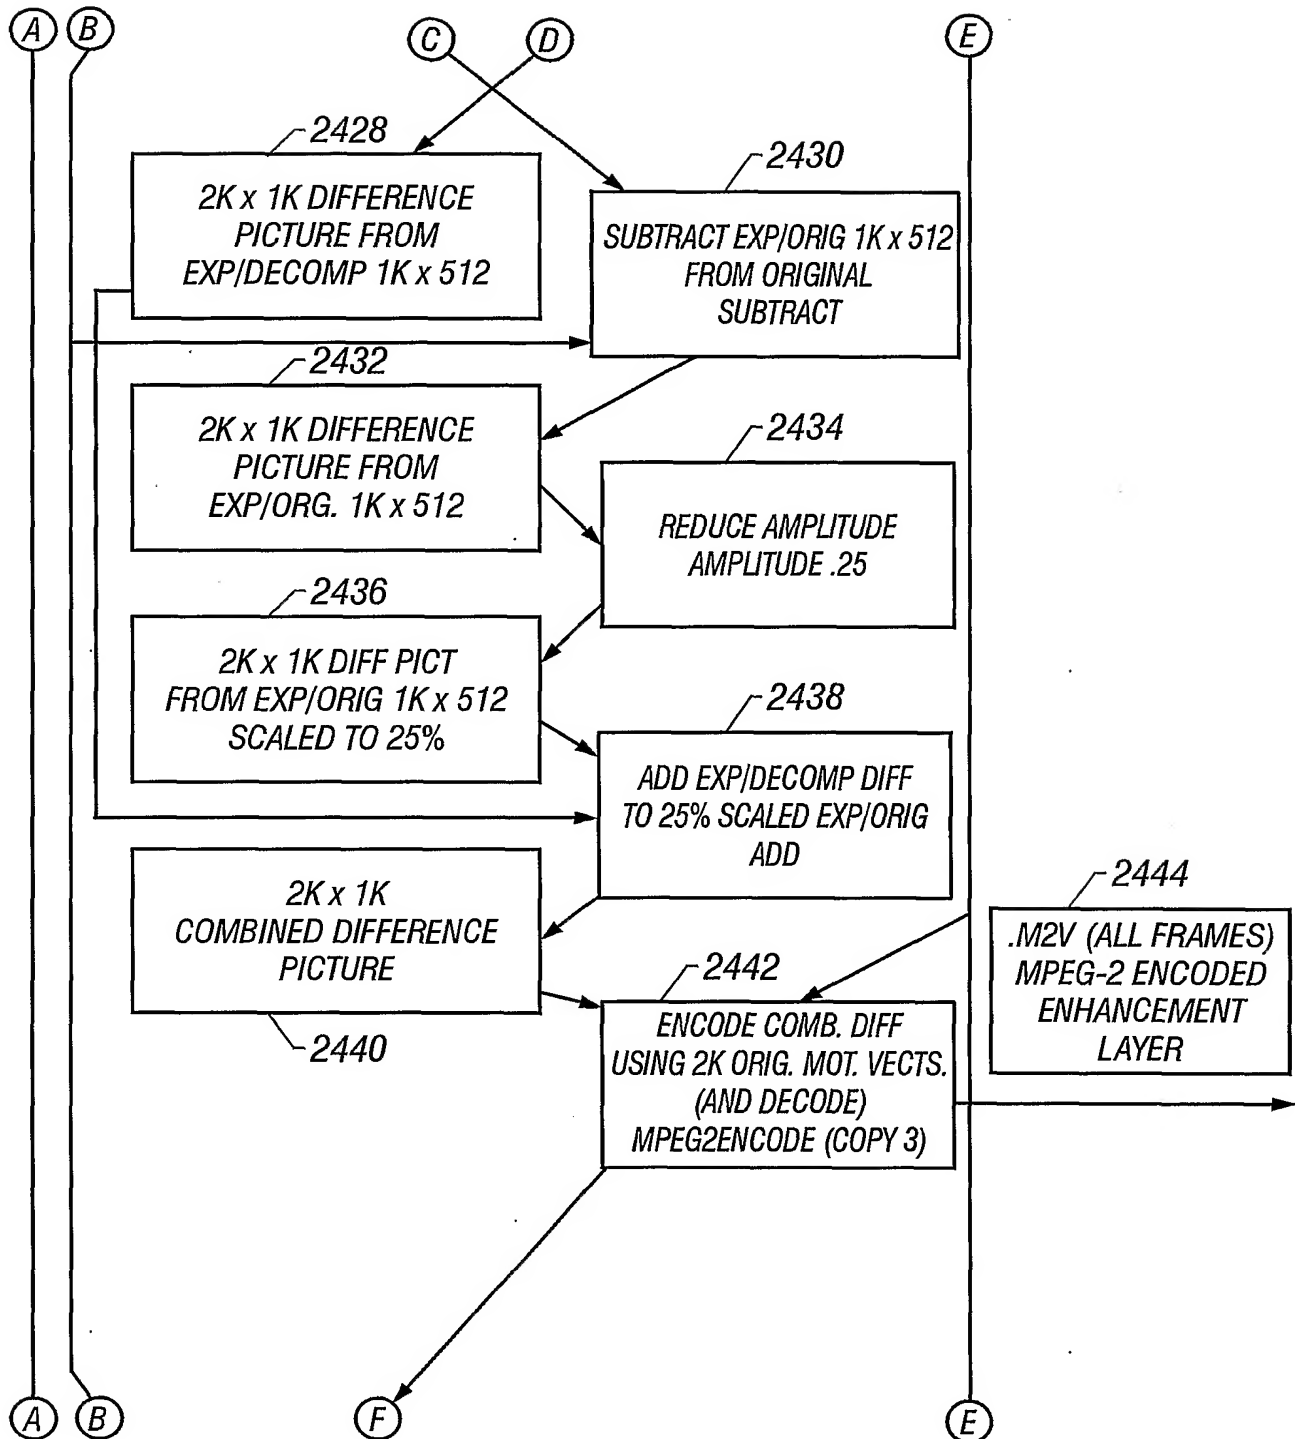 A
B
C
D
E
2428
2K x 1K DIFFERENCE
PICTURE FROM
EXP/DECOMP 1K x 512
2430
SUBTRACT EXP/ORIG 1K x 512
FROM ORIGINAL
SUBTRACT
2432
2K x 1K DIFFERENCE
PICTURE FROM
EXP/ORG. 1K x 512
2434
REDUCE AMPLITUDE
AMPLITUDE .25
2436
2K x 1K DIFF PICT
FROM EXP/ORIG 1K x 512
SCALED TO 25%
2438
ADD EXP/DECOMP DIFF
TO 25% SCALED EXP/ORIG
ADD
2K x 1K
COMBINED DIFFERENCE
PICTURE
2440
2442
ENCODE COMB. DIFF
USING 2K ORIG. MOT. VECTS.
(AND DECODE)
MPEG2ENCODE (COPY 3)
2444
.M2V (ALL FRAMES)
MPEG-2 ENCODED
ENHANCEMENT
LAYER
A
B
F
E